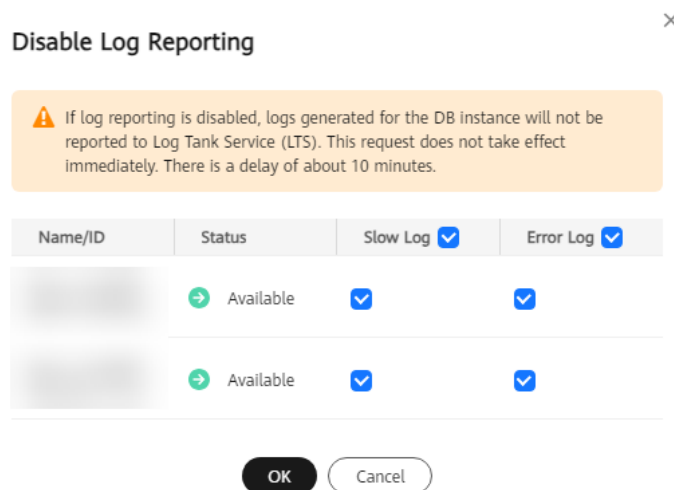 Disable Log Reporting
If log reporting is disabled, logs generated for the DB instance will not be
reported to Log Tank Service (LTS). This request does not take effect
immediately. There is a delay of about 10 minutes.
Name/ID Status Slow Log Error Log
Available
Available
OK Cancel